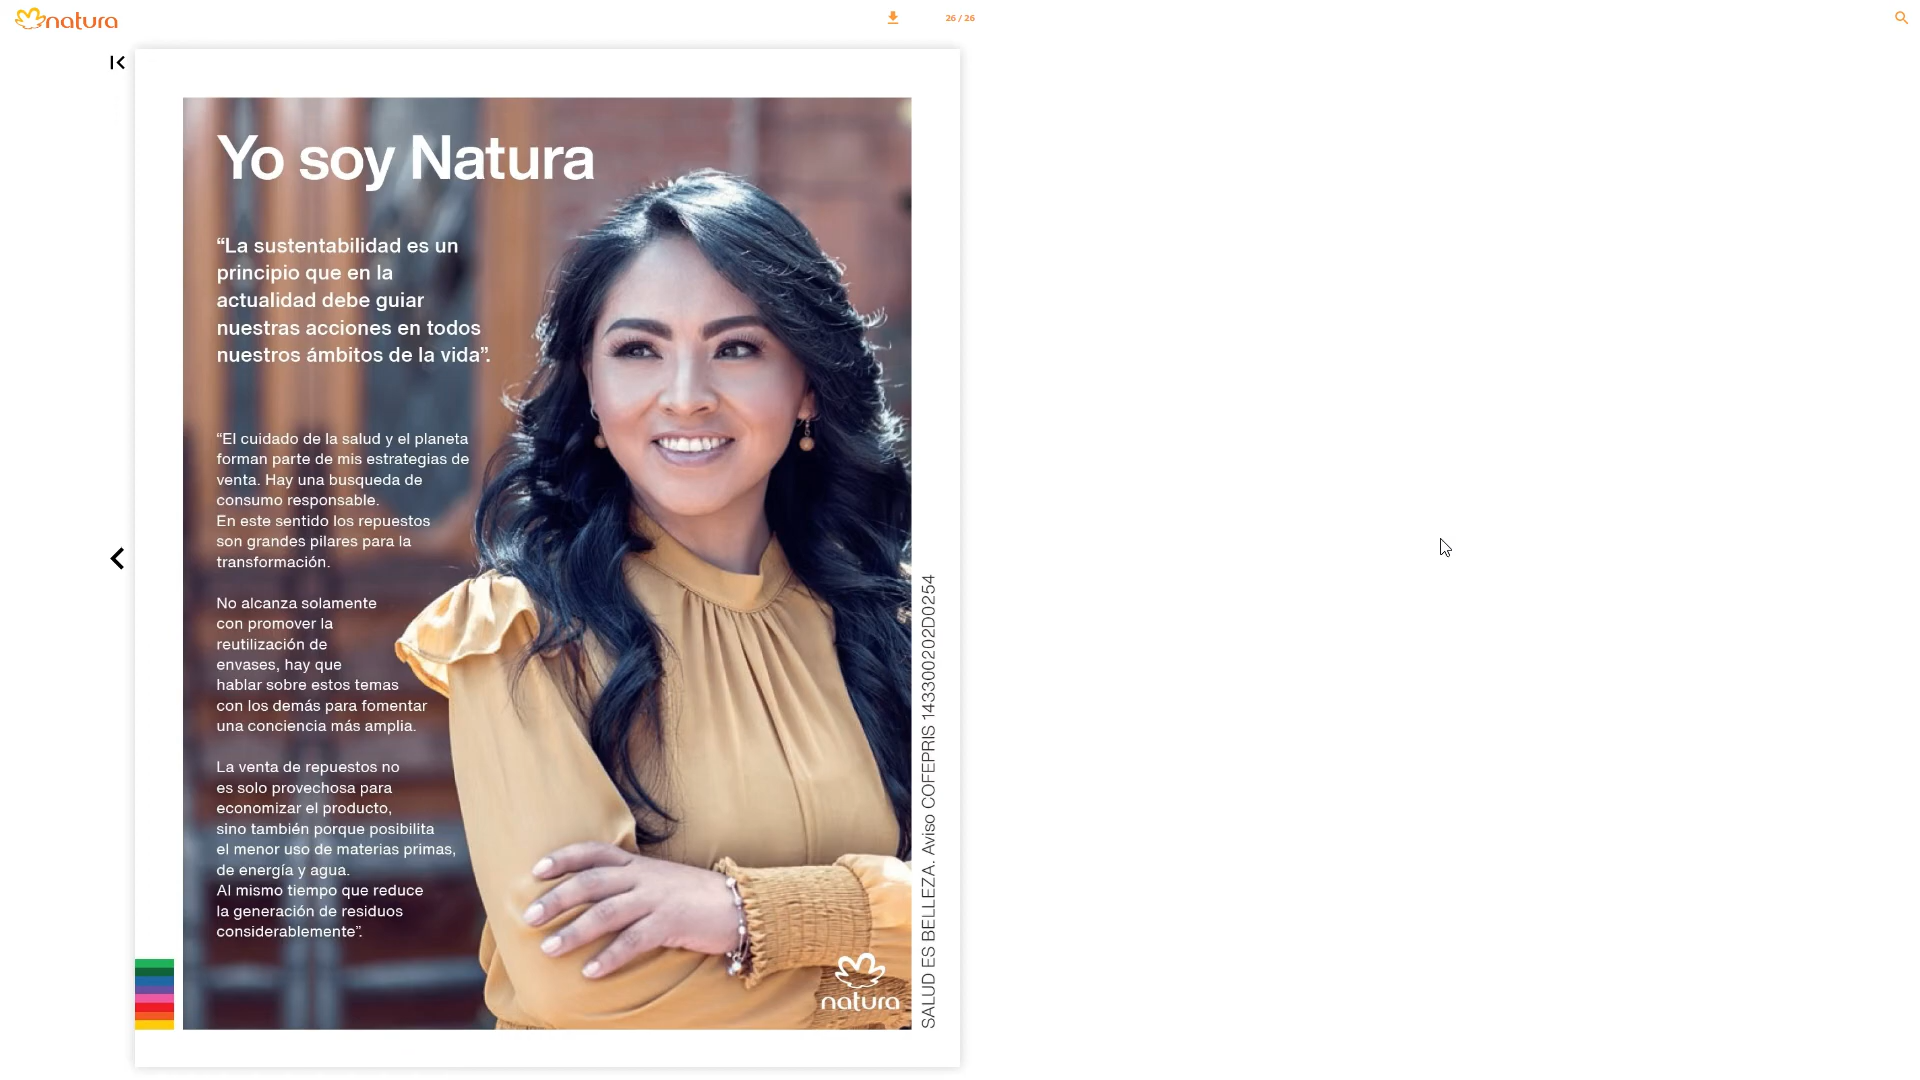 natura
26 / 26
Yo soy Natura
“La sustentabilidad es un
principio que en la
actualidad debe guiar
nuestras acciones en todos
nuestros ámbitos de la vida”.
“El cuidado de la salud y el planeta
forman parte de mis estrategias de
venta. Hay una busqueda de
consumo responsable.
En este sentido los repuestos
son grandes pilares para la
transformación.
No alcanza solamente
con promover la
reutilización de
envases, hay que
hablar sobre estos temas
con los demás para fomentar
una conciencia más amplia.
La venta de repuestos no
es solo provechosa para
economizar el producto,
sino también porque posibilita
el menor uso de materias primas,
de energía y agua.
Al mismo tiempo que reduce
la generación de residuos
considerablemente”.
natura
SALUD ES BELLEZA. Aviso COFEPRIS 143300202D0254